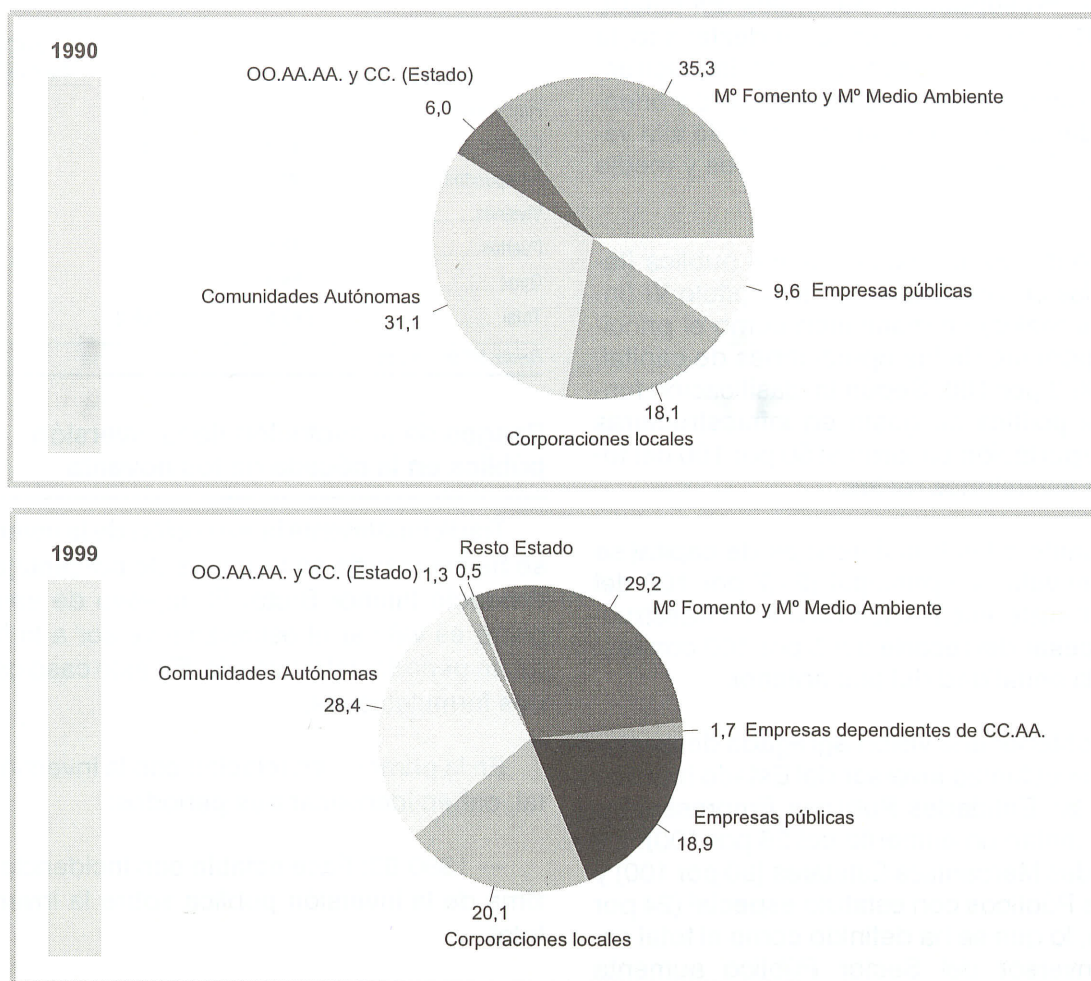 1990
OO.AA.AA. y CC. (Estado)
6,0
35,3
Mº Fomento y Mº Medio Ambiente
Comunidades Autónomas
31,1
9,6 Empresas públicas
18,1
Corporaciones locales
1999
Resto Estado
OO.AA.AA. y CC. (Estado) 1,3 0,5
29,2
Mº Fomento y Mº Medio Ambiente
Comunidades Autónomas
28,4
1,7 Empresas dependientes de CC.AA.
Empresas públicas
18,9
20,1
Corporaciones locales